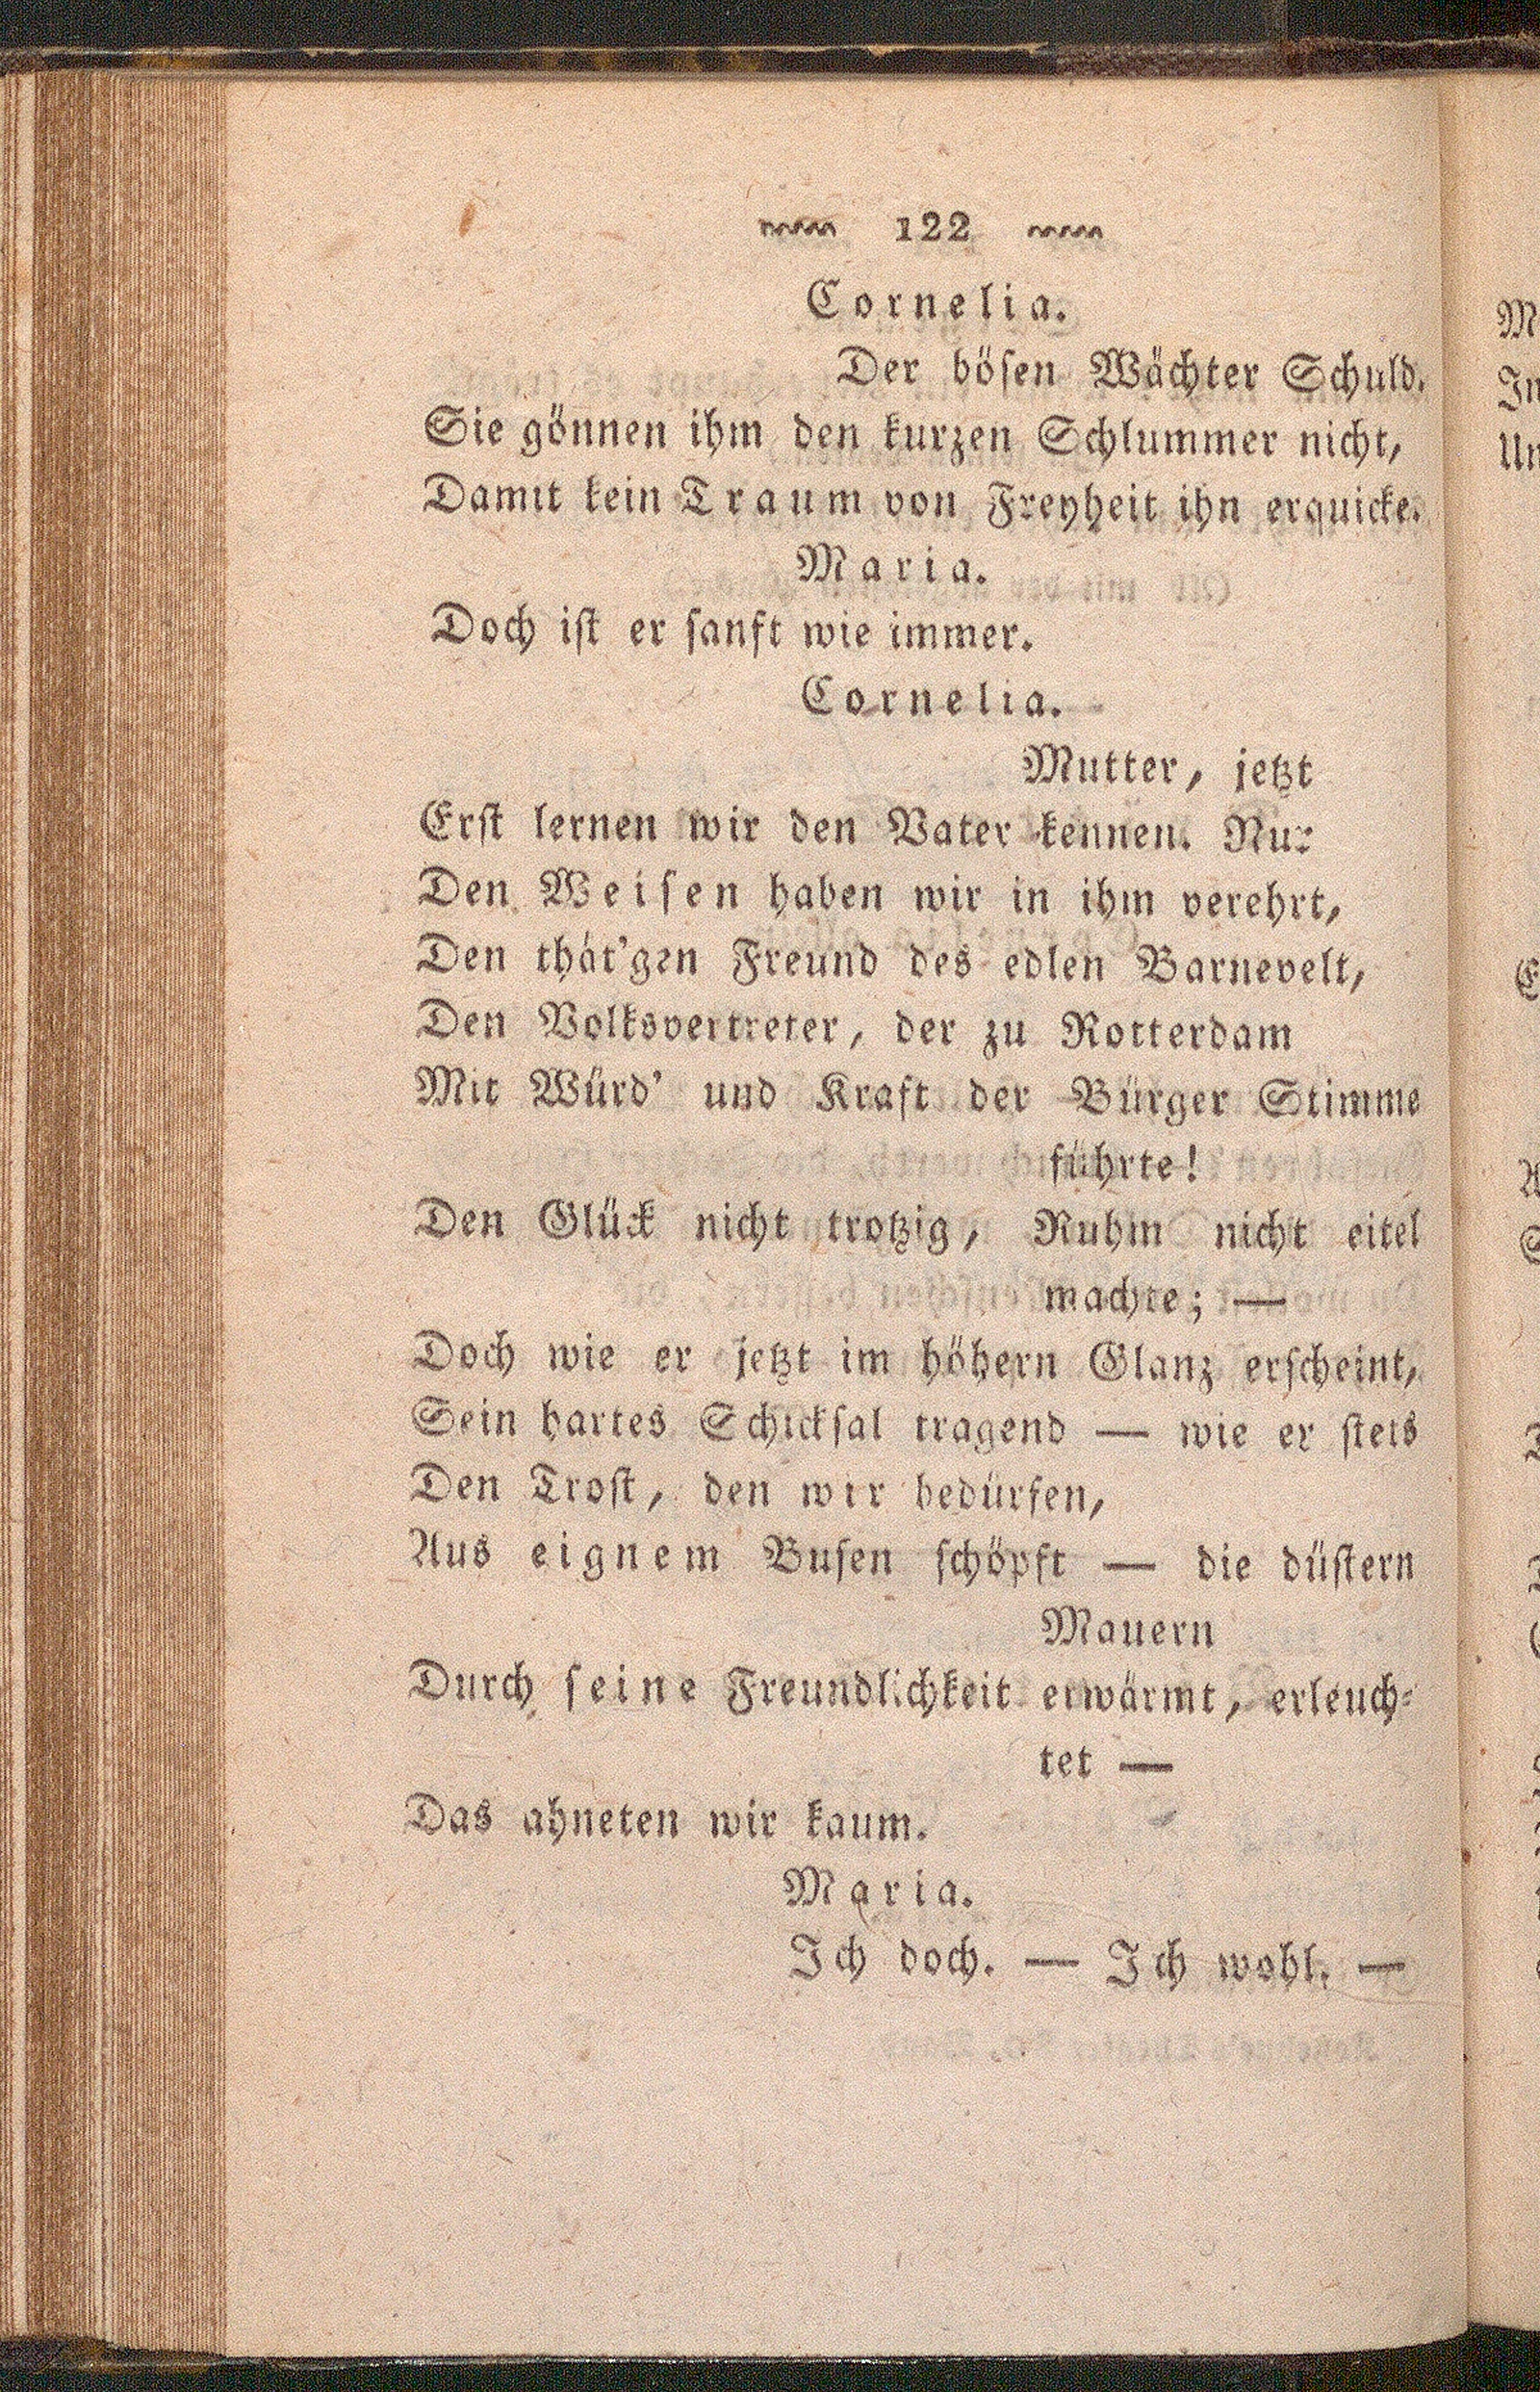 122
Cornelia.
Der bösen Wächter Schuld.
Sie gönnen ihm den kurzen Schlummer nicht,
Damit kein Traum von Freyheit ihn erquicke.
Maria.
Doch ist er sanft wie immer.
Cornelia.
Mutter, jetzt
Erst lernen wir den Vater kennen. Nur
Den Weisen haben wir in ihm verehrt,
Den thät'gen Freund des edlen Barnevelt,
Den Volksvertreter, der zu Rotterdam
Mit Würd' und Kraft der Bürger Stimme
führte!
Den Glück nicht trotzig, Ruhm nicht eitel
machte; —
Doch wie er jetzt im höhern Glanz erscheint,
Sein hartes Schicksal tragend — wie er stets
Den Trost, den wir bedürfen,
Aus eignem Busen schöpft — die düstern
Mauern
Durch seine Freundlichkeit erwärmt, erleuch-
tet —
Das ahneten wir kaum.
Maria.
Ich doch. — Ich wohl. —